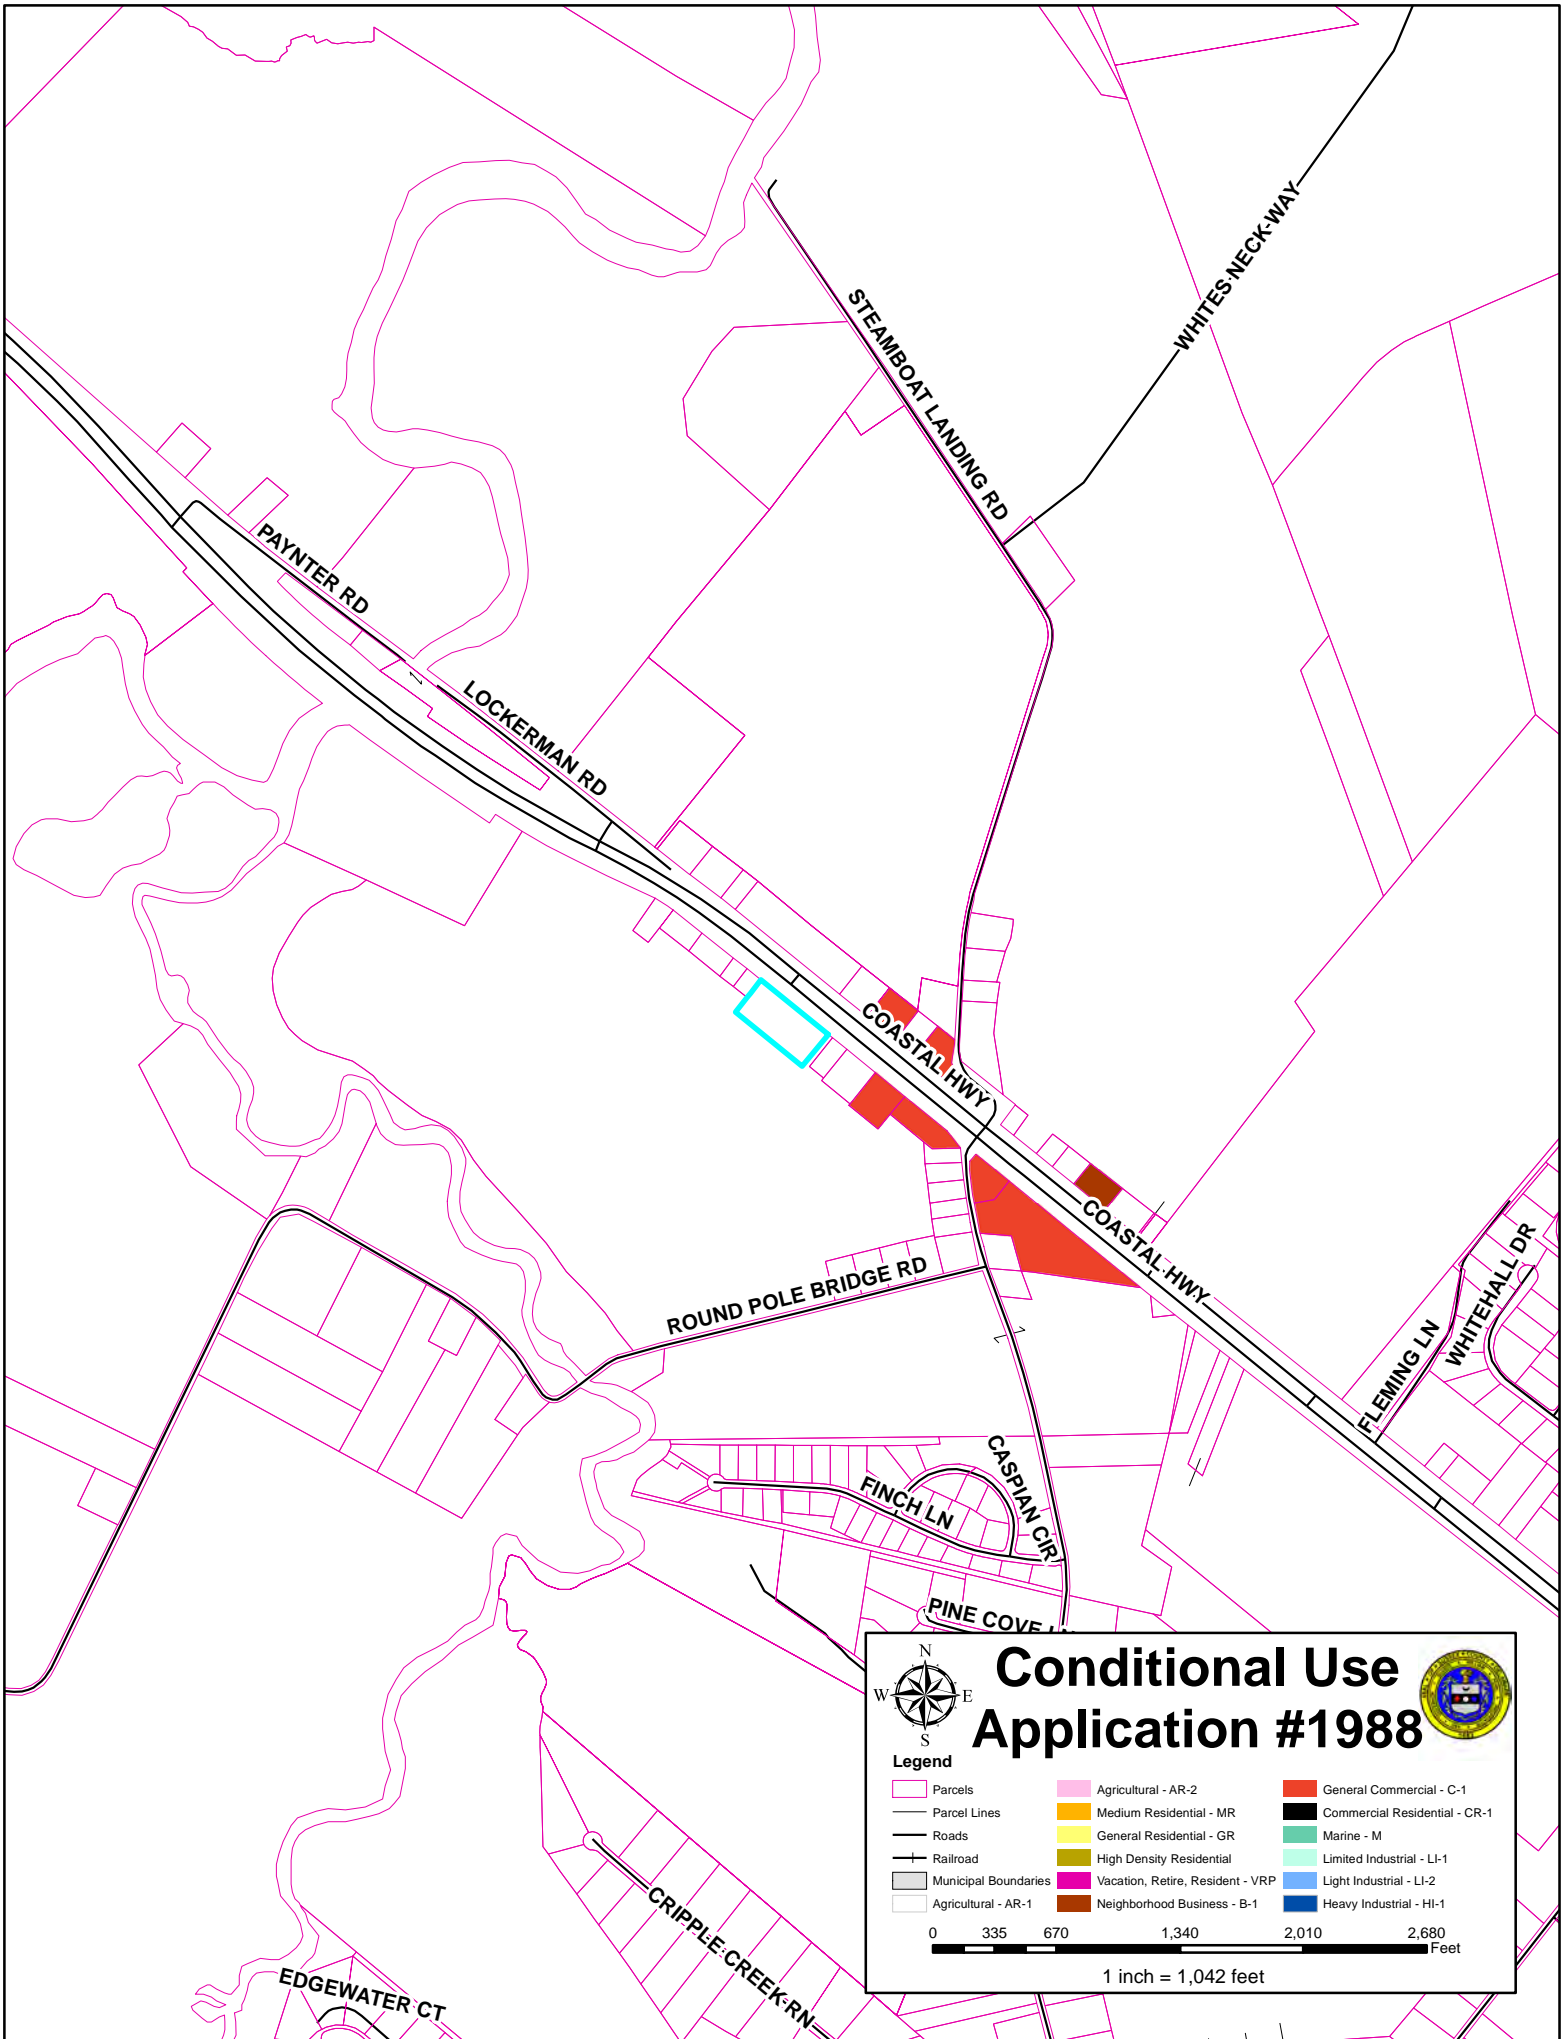 WHITES NECK WAY
STEAMBOAT LANDING RD
PAYNTER RD
LOCKERMAN RD
COASTAL HWY
COASTAL HWY
ROUND POLE BRIDGE RD
WHITEHALL DR
FLEMING LN
CASPIAN CIR
FINCH LN
PINE COVE
CRIPPLE CREEK RN
EDGEWATER CT
N
W E
S
Conditional Use
Application #1988
Legend
Parcels
Parcel Lines
Roads
Railroad
Municipal Boundaries
Agricultural - AR-1
Agricultural - AR-2
Medium Residential - MR
General Residential - GR
High Density Residential
Vacation, Retire, Resident - VRP
Neighborhood Business - B-1
General Commercial - C-1
Commercial Residential - CR-1
Marine - M
Limited Industrial - LI-1
Light Industrial - LI-2
Heavy Industrial - HI-1
0 335 670 1,340 2,010 2,680
Feet
1 inch = 1,042 feet